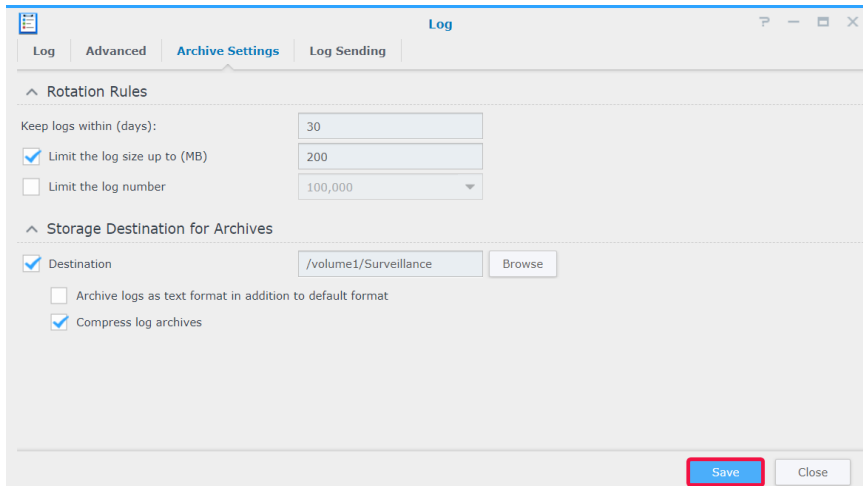 Log
Log Advanced Archive Settings Log Sending
Rotation Rules
Keep logs within (days): 30
Limit the log size up to (MB) 200
Limit the log number 100,000
Storage Destination for Archives
Destination /volume1/Surveillance Browse
Archive logs as text format in addition to default format
Compress log archives
Save Close